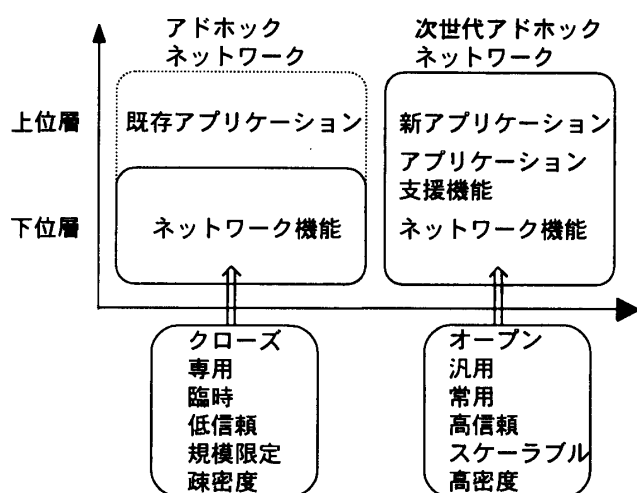 アドホック
ネットワーク
次世代アドホック
ネットワーク
上位層
既存アプリケーション
新アプリケーション
アプリケーション
支援機能
下位層
ネットワーク機能
ネットワーク機能
クローズ
専用
臨時
低信頼
規模限定
疎密度
オープン
汎用
常用
高信頼
スケーラブル
高密度